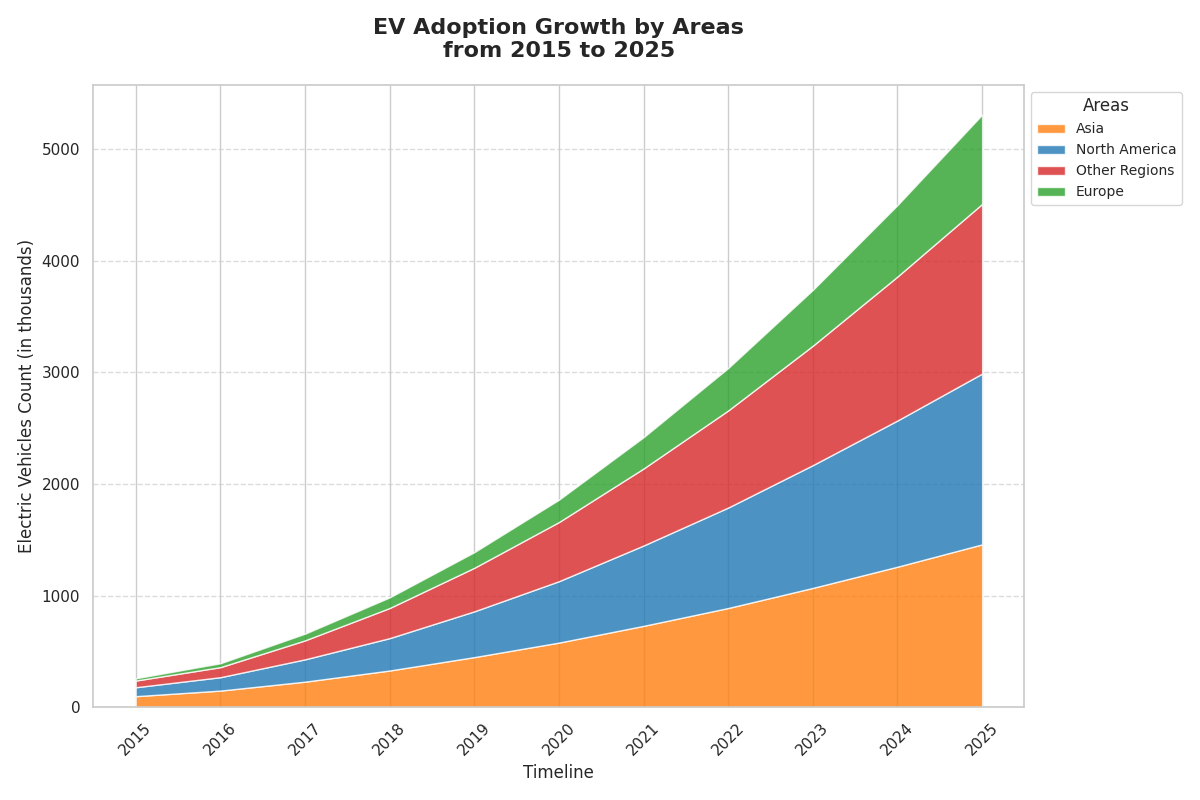 EV Adoption Growth by Areas
from 2015 to 2025
Areas
Asia
North America
Other Regions
Europe
Electric Vehicles Count (in thousands)
5000
4000
3000
2000
1000
0
2015
2016
2017
2018
2019
2020
2021
2022
2023
2024
2025
Timeline